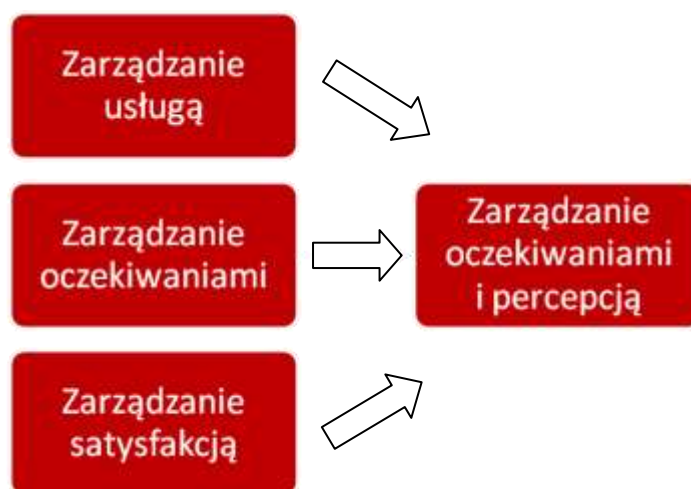 Zarządzanie
usługą
Zarządzanie
oczekiwaniami
Zarządzanie
satysfakcją
Zarządzanie
oczekiwaniami
i percepcją